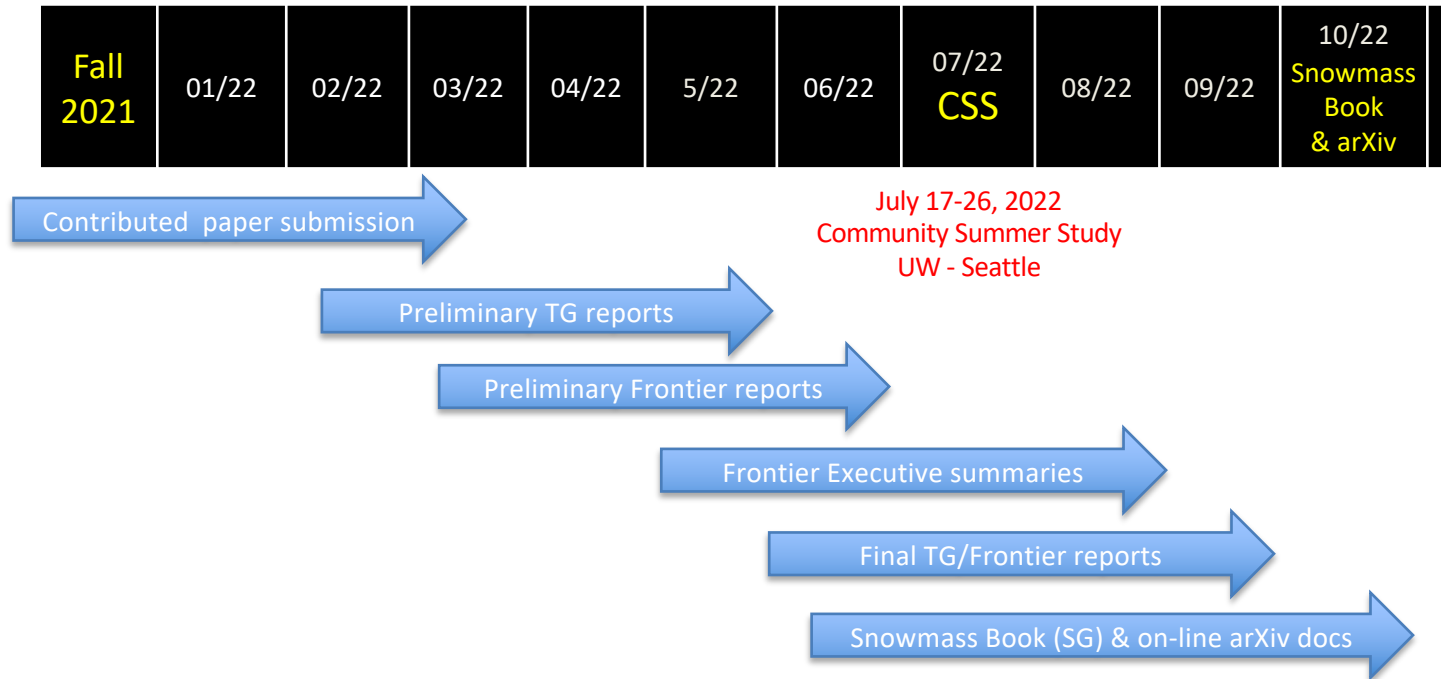 Fall
2021
01/22
02/22
03/22
04/22
5/22
06/22
07/22
CSS
08/22
09/22
10/22
Snowmass
Book
& arXiv
Contributed paper submission
July 17-26, 2022
Community Summer Study
UW - Seattle
Preliminary TG reports
Preliminary Frontier reports
Frontier Executive summaries
Final TG/Frontier reports
Snowmass Book (SG) & on-line arXiv docs